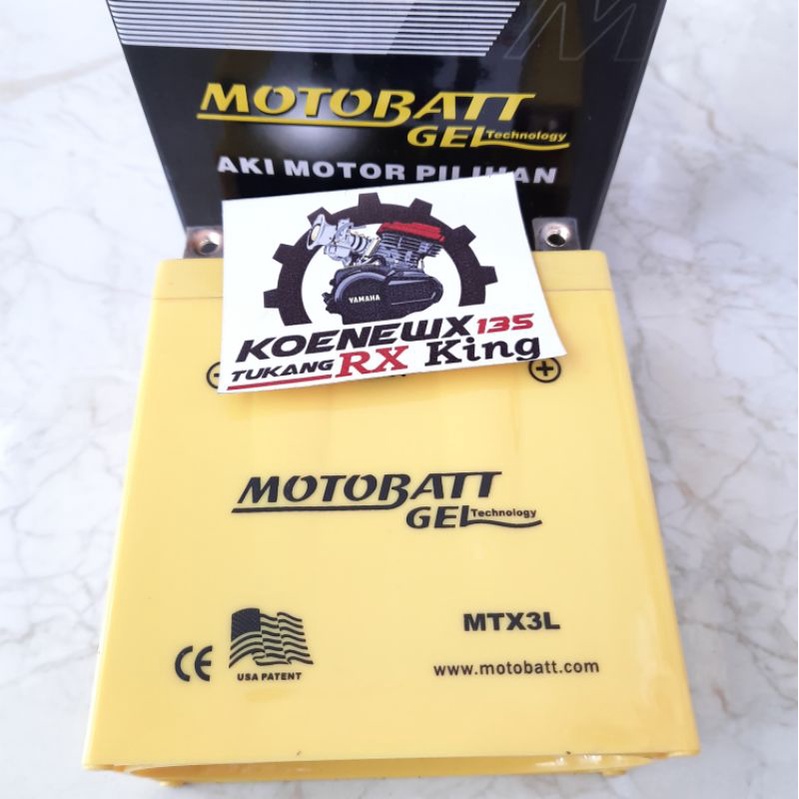 MOTOBATT
GEL Technology
AKI MOTOR PILIHAN
YAMAHA
KOENEWX 135
TUKANG RX King
MOTOBATT
GEL Technology
MTX3L
CE
USA PATENT
www.motobatt.com